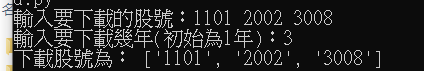 d.py
輸入要下載的股號：1101 2002 3008
輸入要下載幾年(初始為1年)：3
下載股號為： ['1101', '2002', '3008']